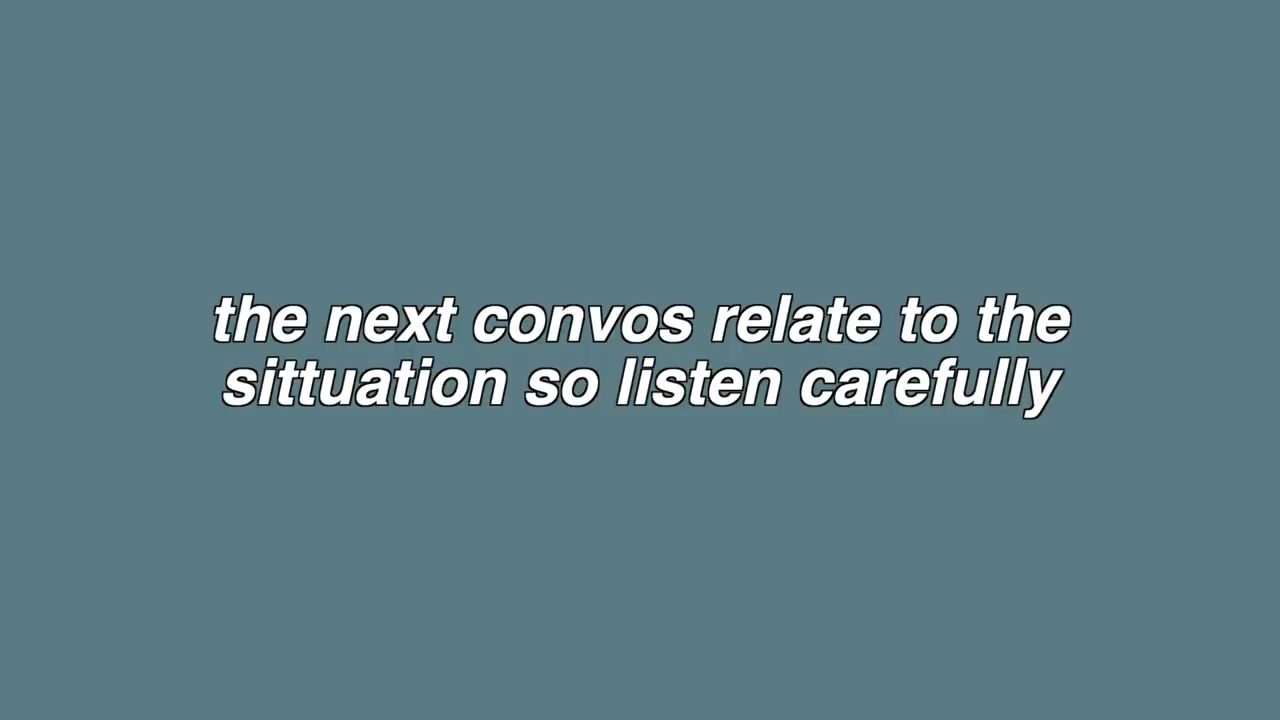 the next convos relate to the
sittuation so listen carefully